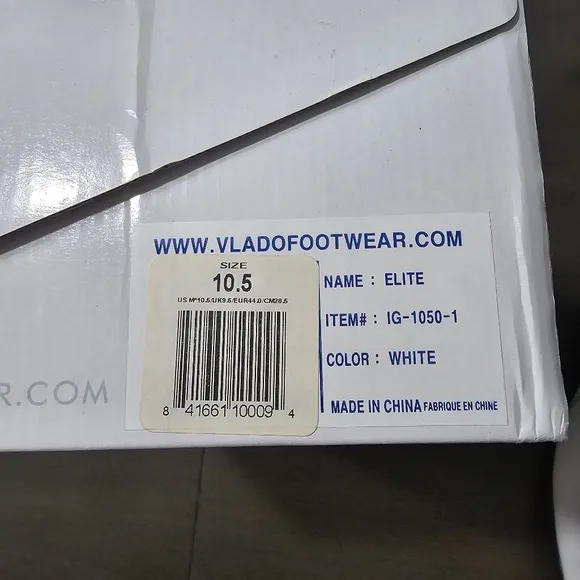 WWW.VLADOFOOTWEAR.COM
SIZE
10.5
US M*10.5/UK9.5/EUR44.0/CM28.5
8 41661 10009 4
NAME : ELITE
ITEM# : IG-1050-1
COLOR : WHITE
MADE IN CHINA FABRIQUE EN CHINE
R.COM